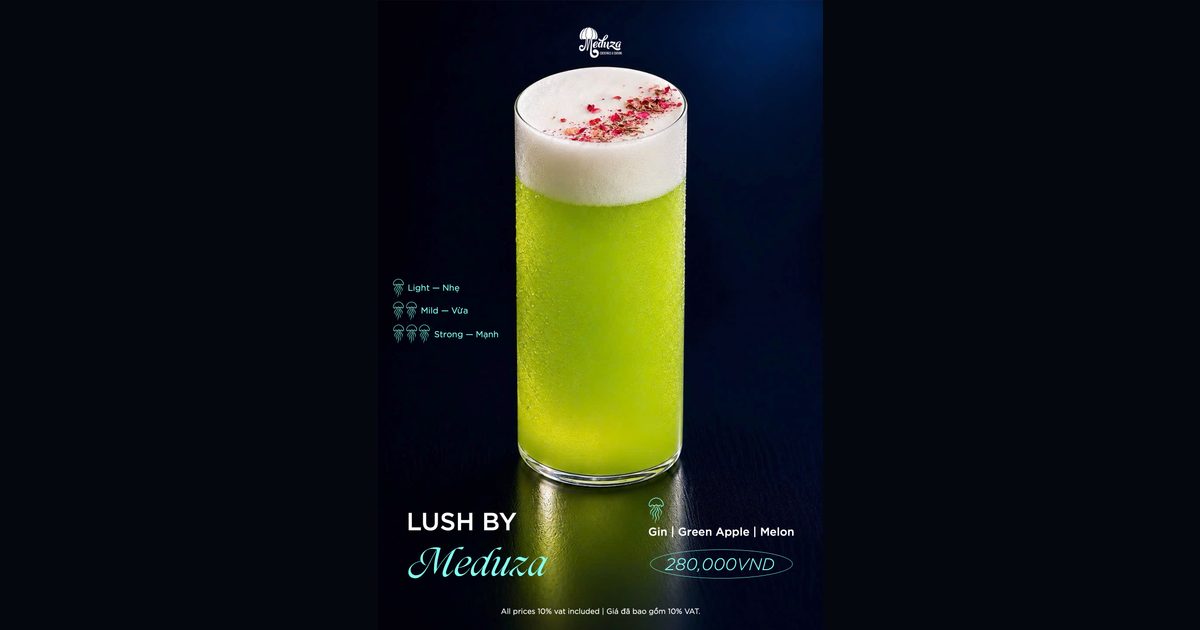 Meduza
Light — Nhẹ
Mild — Vừa
Strong — Mạnh
LUSH BY
Meduza
Gin | Green Apple | Melon
280,000VND
All prices 10% vat included | Giá đã bao gồm 10% VAT.